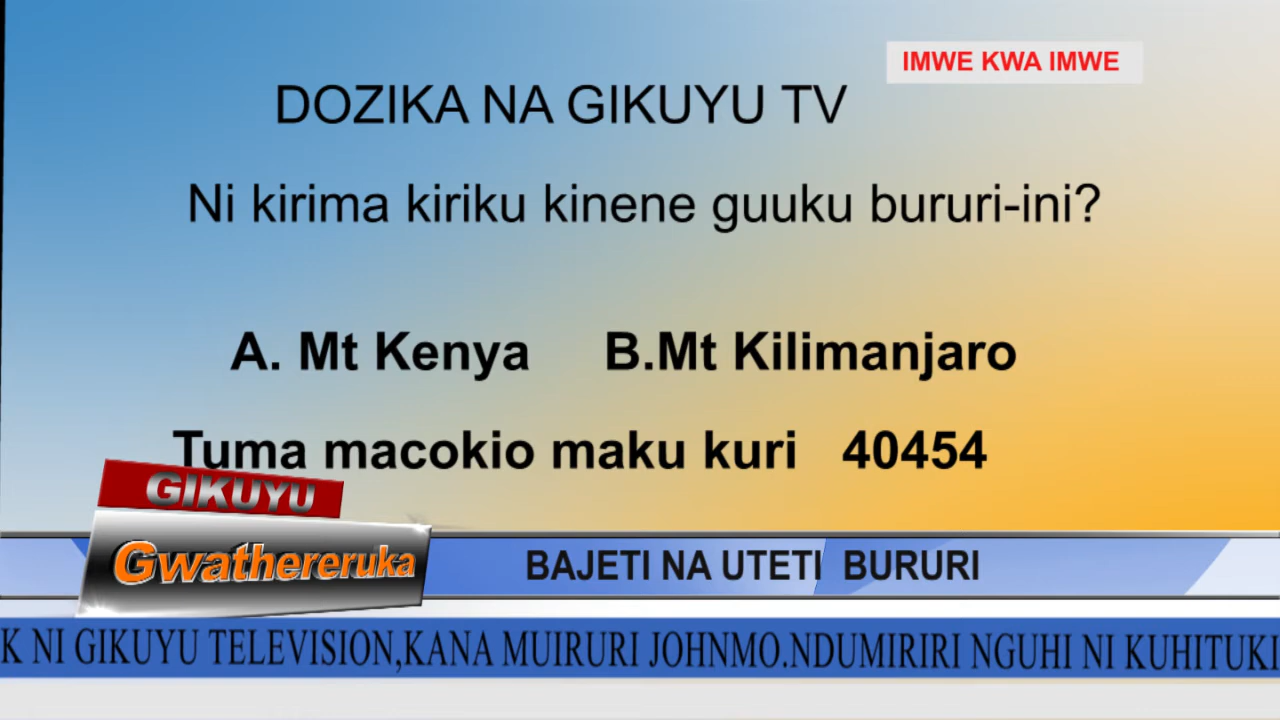 IMWE KWA IMWE
DOZIKA NA GIKUYU TV
Ni kirima kiriku kinene guuku bururi-ini?
A. Mt Kenya B.Mt Kilimanjaro
Tuma macokio maku kuri 40454
GIKUYU
Gwathereruka
BAJETI NA UTETI BURURI
K NI GIKUYU TELEVISION,KANA MUIRURI JOHNMO.NDUMIRIRI NGUHI NI KUHITUKI